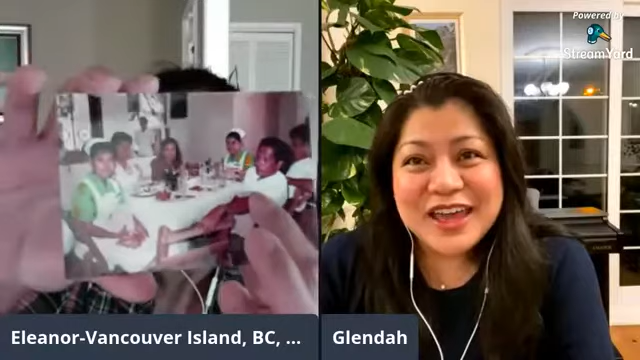 Powered by
StreamYard
Eleanor-Vancouver Island, BC, ...
Glendah